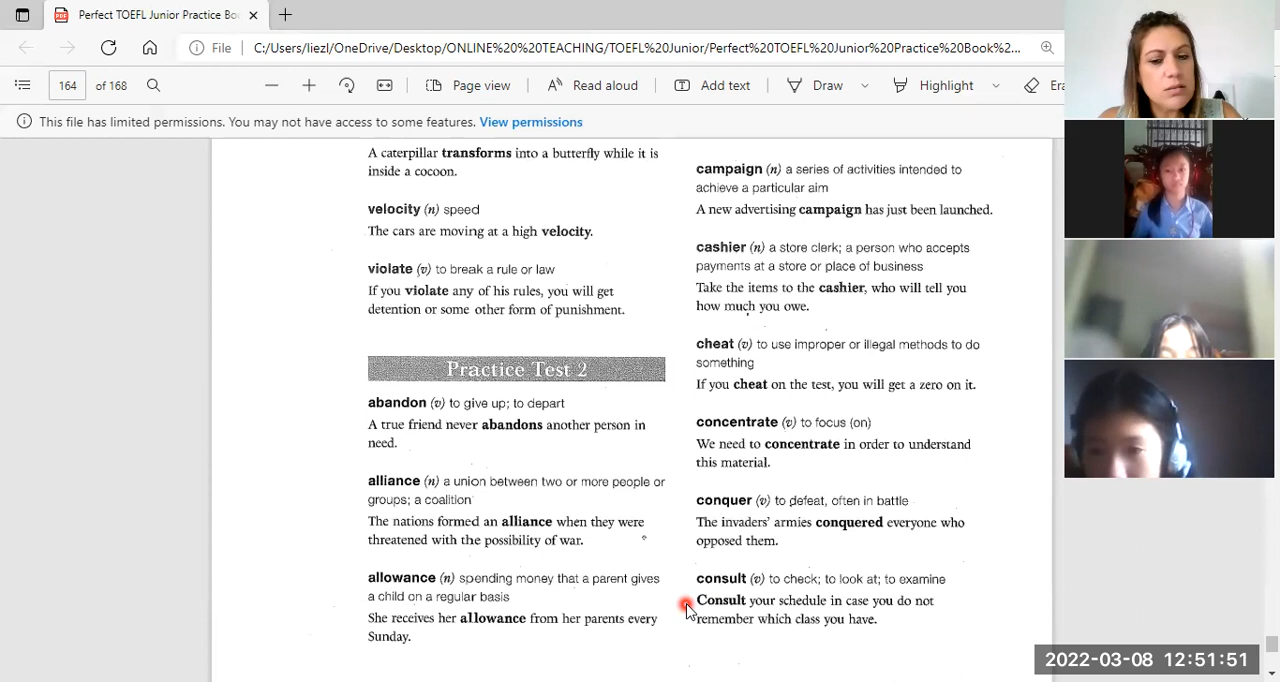 Perfect TOEFL Junior Practice Bo
File
C:/Users/liezl/OneDrive/Desktop/ONLINE%20%20TEACHING/TOEFL%20Junior/Perfect%20TOEFL%20Junior%20Practice%20Book%2...
164 of 168
Page view
Read aloud
Add text
Draw
Highlight
Era
This file has limited permissions. You may not have access to some features. View permissions
A caterpillar transforms into a butterfly while it is
inside a cocoon.
velocity (n) speed
The cars are moving at a high velocity.
violate (v) to break a rule or law
If you violate any of his rules, you will get
detention or some other form of punishment.
Practice Test 2
abandon (v) to give up; to depart
A true friend never abandons another person in
need.
alliance (n) a union between two or more people or
groups; a coalition
The nations formed an alliance when they were
threatened with the possibility of war.
allowance (n) spending money that a parent gives
a child on a regular basis
She receives her allowance from her parents every
Sunday.
campaign (n) a series of activities intended to
achieve a particular aim
A new advertising campaign has just been launched.
cashier (n) a store clerk; a person who accepts
payments at a store or place of business
Take the items to the cashier, who will tell you
how much you owe.
cheat (v) to use improper or illegal methods to do
something
If you cheat on the test, you will get a zero on it.
concentrate (v) to focus (on)
We need to concentrate in order to understand
this material.
conquer (v) to defeat, often in battle
The invaders' armies conquered everyone who
opposed them.
consult (v) to check; to look at; to examine
Consult your schedule in case you do not
remember which class you have.
2022-03-08 12:51:51